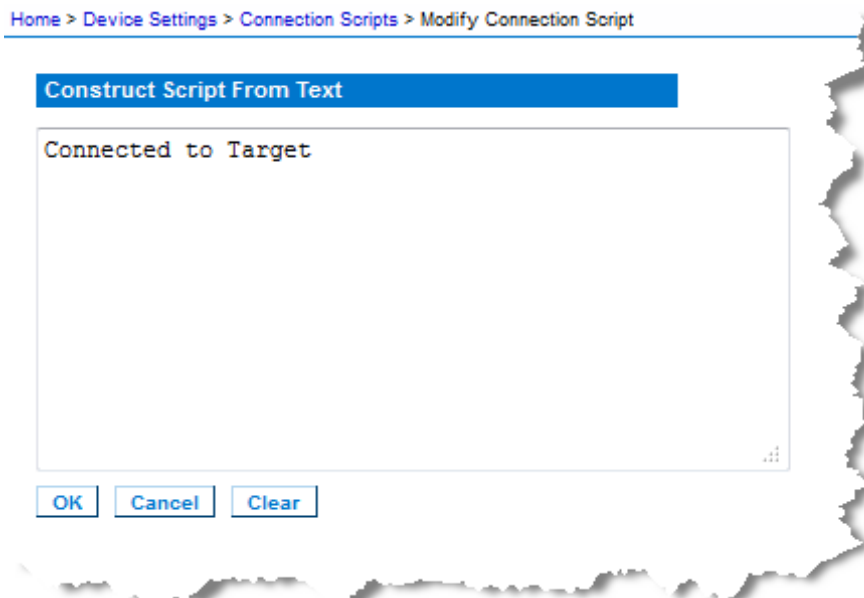 Home > Device Settings > Connection Scripts > Modify Connection Script
Construct Script From Text
Connected to Target
OK Cancel Clear